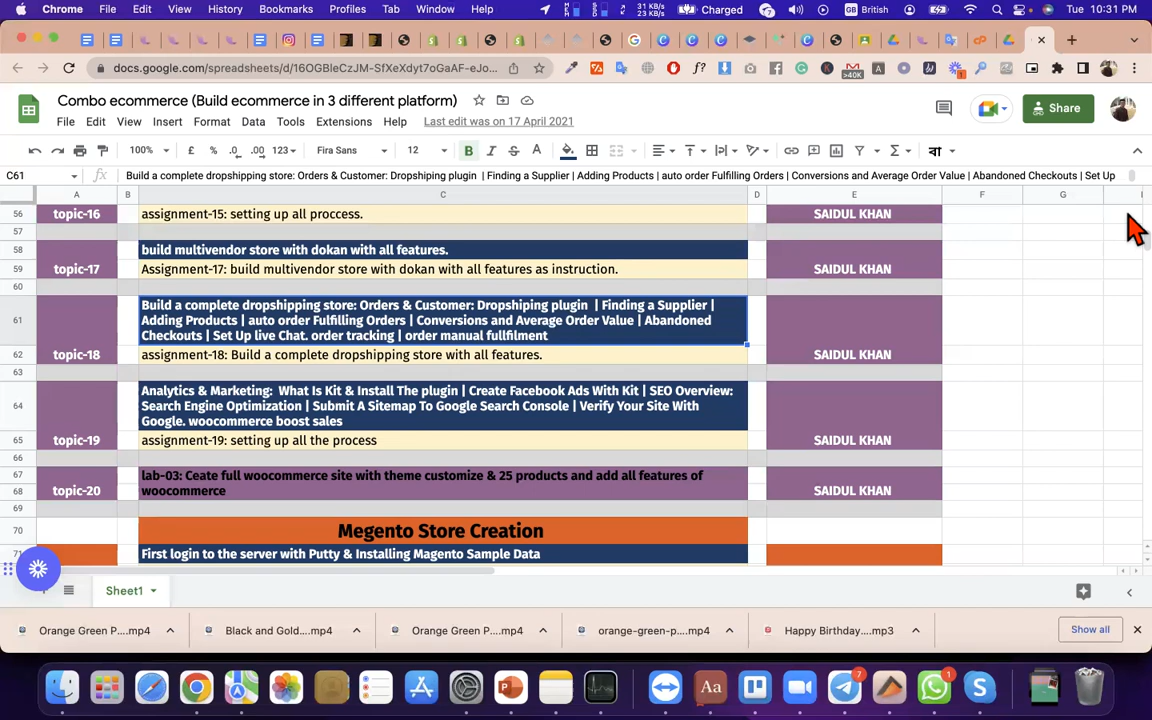 Chrome File Edit View History Bookmarks Profiles Tab Window Help 31 KB/s 23 KB/s Charged British Tue 10:31 PM
docs.google.com/spreadsheets/d/16OGBleCzJM-SfXeXdyt7oGaAF-eJo...
Combo ecommerce (Build ecommerce in 3 different platform)
Share
File Edit View Insert Format Data Tools Extensions Help Last edit was on 17 April 2021
100% £ % .0 .00 123 Fira Sans 12 B I S A
C61 fx Build a complete dropshipping store: Orders & Customer: Dropshiping plugin | Finding a Supplier | Adding Products | auto order Fulfilling Orders | Conversions and Average Order Value | Abandoned Checkouts | Set Up
A B C D E F G
56 topic-16 assignment-15: setting up all proccess. SAIDUL KHAN
57
58 build multivendor store with dokan with all features.
59 topic-17 Assignment-17: build multivendor store with dokan with all features as instruction. SAIDUL KHAN
60
Build a complete dropshipping store: Orders & Customer: Dropshiping plugin | Finding a Supplier |
61 Adding Products | auto order Fulfilling Orders | Conversions and Average Order Value | Abandoned
Checkouts | Set Up live Chat. order tracking | order manual fullfilment
62 topic-18 assignment-18: Build a complete dropshipping store with all features. SAIDUL KHAN
63
Analytics & Marketing: What Is Kit & Install The plugin | Create Facebook Ads With Kit | SEO Overview:
64 Search Engine Optimization | Submit A Sitemap To Google Search Console | Verify Your Site With
Google. woocommerce boost sales
65 topic-19 assignment-19: setting up all the process SAIDUL KHAN
66
67 lab-03: Ceate full woocommerce site with theme customize & 25 products and add all features of
68 topic-20 woocommerce SAIDUL KHAN
69
70 Megento Store Creation
71 First login to the server with Putty & Installing Magento Sample Data
Sheet1
Orange Green P....mp4 Black and Gold....mp4 Orange Green P....mp4 orange-green-p....mp4 Happy Birthday....mp3 Show all
Aa 7 1